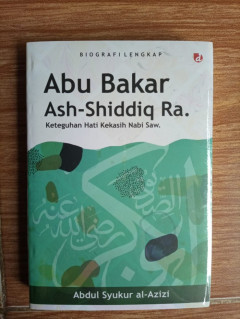 BIOGRAFI LENGKAP
Abu Bakar
Ash-Shiddiq Ra.
Keteguhan Hati Kekasih Nabi Saw.
Abdul Syukur al-Azizi